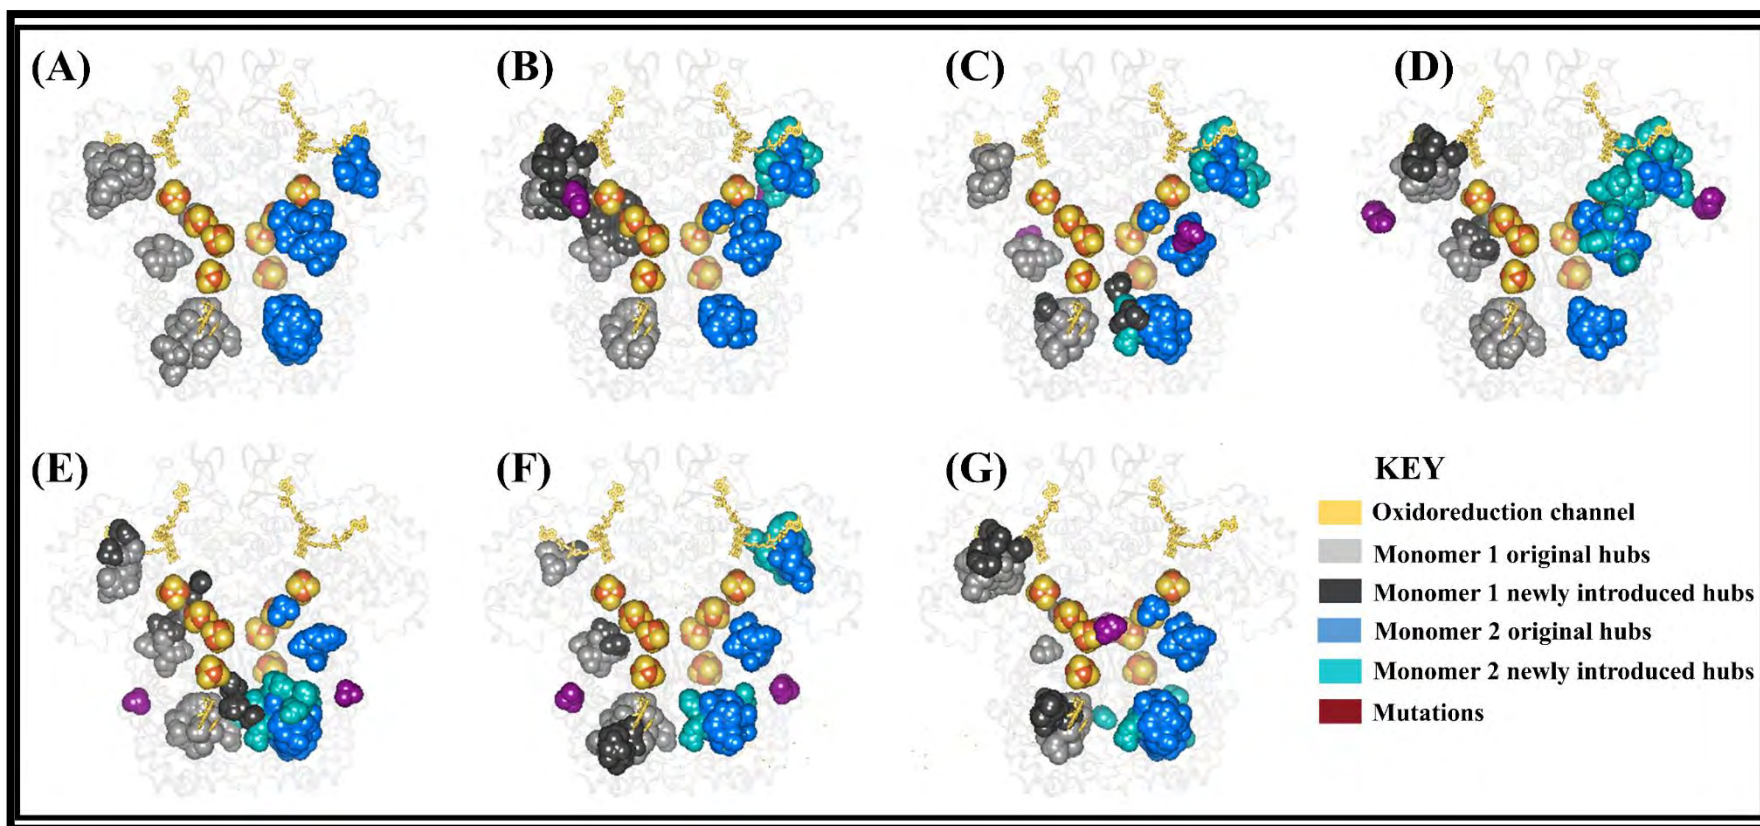 (A) (B) (C) (D)
(E) (F) (G) KEY
Oxidoreduction channel
Monomer 1 original hubs
Monomer 1 newly introduced hubs
Monomer 2 original hubs
Monomer 2 newly introduced hubs
Mutations